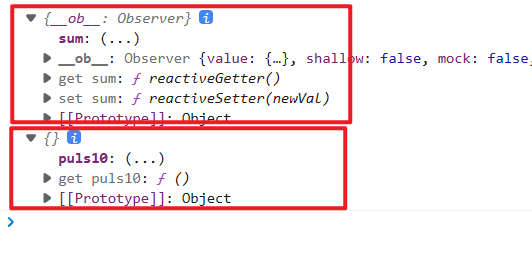 {__ob__: Observer} i
sum: (...)
__ob__: Observer {value: {…}, shallow: false, mock: false,
get sum: ƒ reactiveGetter()
set sum: ƒ reactiveSetter(newVal)
[[Prototype]]: Object
{} i
puls10: (...)
get puls10: ƒ ()
[[Prototype]]: Object